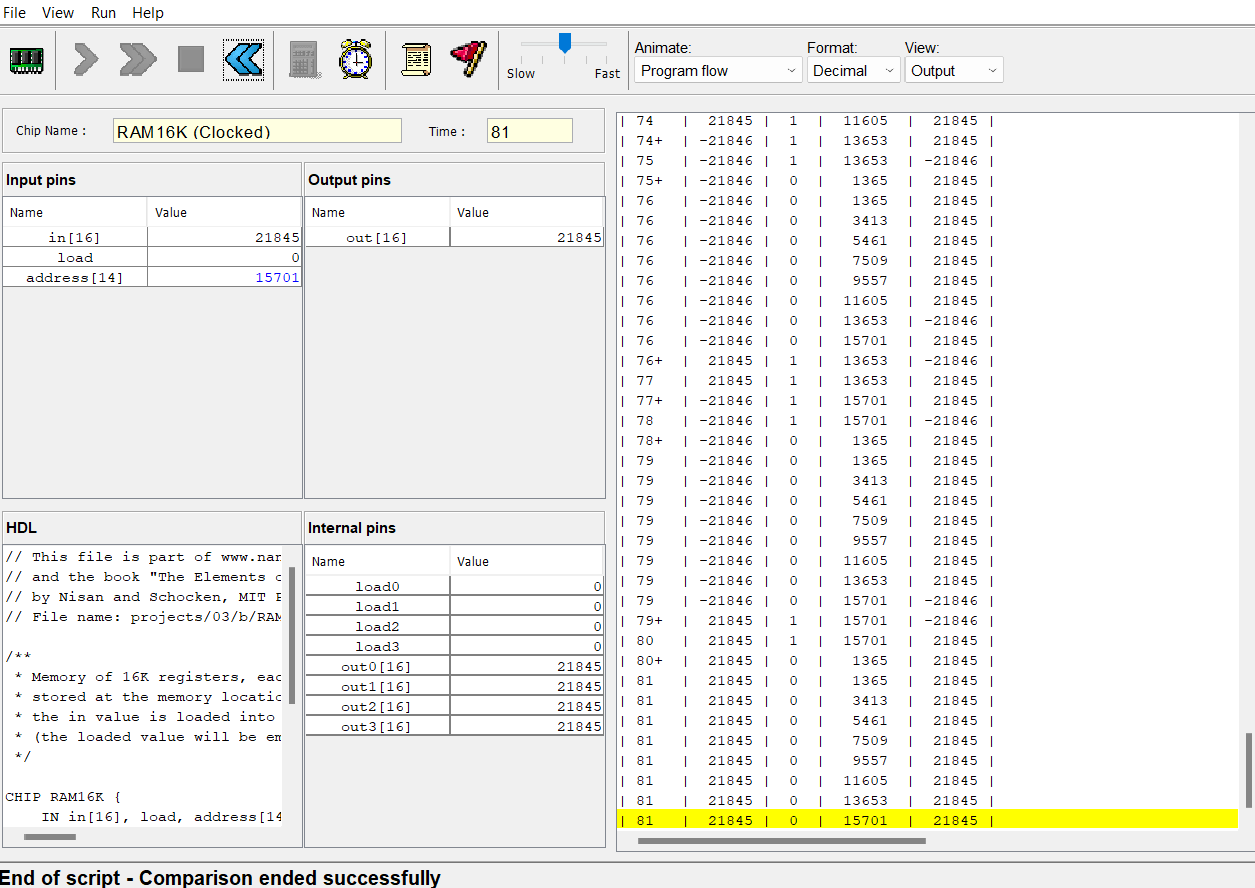 File View Run Help
Slow Fast
Animate: Format: View:
Program flow Decimal Output
Chip Name : RAM16K (Clocked) Time : 81
Input pins
Name Value
in[16] 21845
load 0
address[14] 15701
Output pins
Name Value
out[16] 21845
HDL
// This file is part of www.nan
// and the book "The Elements o
// by Nisan and Schocken, MIT P
// File name: projects/03/b/RAM
/**
* Memory of 16K registers, eac
* stored at the memory locatio
* the in value is loaded into
* (the loaded value will be em
*/
CHIP RAM16K {
IN in[16], load, address[14
Internal pins
Name Value
load0 0
load1 0
load2 0
load3 0
out0[16] 21845
out1[16] 21845
out2[16] 21845
out3[16] 21845
| 74 | 21845 | 1 | 11605 | 21845 |
| 74+ | -21846 | 1 | 13653 | 21845 |
| 75 | -21846 | 1 | 13653 | -21846 |
| 75+ | -21846 | 0 | 1365 | 21845 |
| 76 | -21846 | 0 | 1365 | 21845 |
| 76 | -21846 | 0 | 3413 | 21845 |
| 76 | -21846 | 0 | 5461 | 21845 |
| 76 | -21846 | 0 | 7509 | 21845 |
| 76 | -21846 | 0 | 9557 | 21845 |
| 76 | -21846 | 0 | 11605 | 21845 |
| 76 | -21846 | 0 | 13653 | -21846 |
| 76 | -21846 | 0 | 15701 | 21845 |
| 76+ | 21845 | 1 | 13653 | -21846 |
| 77 | 21845 | 1 | 13653 | 21845 |
| 77+ | -21846 | 1 | 15701 | 21845 |
| 78 | -21846 | 1 | 15701 | -21846 |
| 78+ | -21846 | 0 | 1365 | 21845 |
| 79 | -21846 | 0 | 1365 | 21845 |
| 79 | -21846 | 0 | 3413 | 21845 |
| 79 | -21846 | 0 | 5461 | 21845 |
| 79 | -21846 | 0 | 7509 | 21845 |
| 79 | -21846 | 0 | 9557 | 21845 |
| 79 | -21846 | 0 | 11605 | 21845 |
| 79 | -21846 | 0 | 13653 | 21845 |
| 79 | -21846 | 0 | 15701 | -21846 |
| 79+ | 21845 | 1 | 15701 | -21846 |
| 80 | 21845 | 1 | 15701 | 21845 |
| 80+ | 21845 | 0 | 1365 | 21845 |
| 81 | 21845 | 0 | 1365 | 21845 |
| 81 | 21845 | 0 | 3413 | 21845 |
| 81 | 21845 | 0 | 5461 | 21845 |
| 81 | 21845 | 0 | 7509 | 21845 |
| 81 | 21845 | 0 | 9557 | 21845 |
| 81 | 21845 | 0 | 11605 | 21845 |
| 81 | 21845 | 0 | 13653 | 21845 |
| 81 | 21845 | 0 | 15701 | 21845 |
End of script - Comparison ended successfully